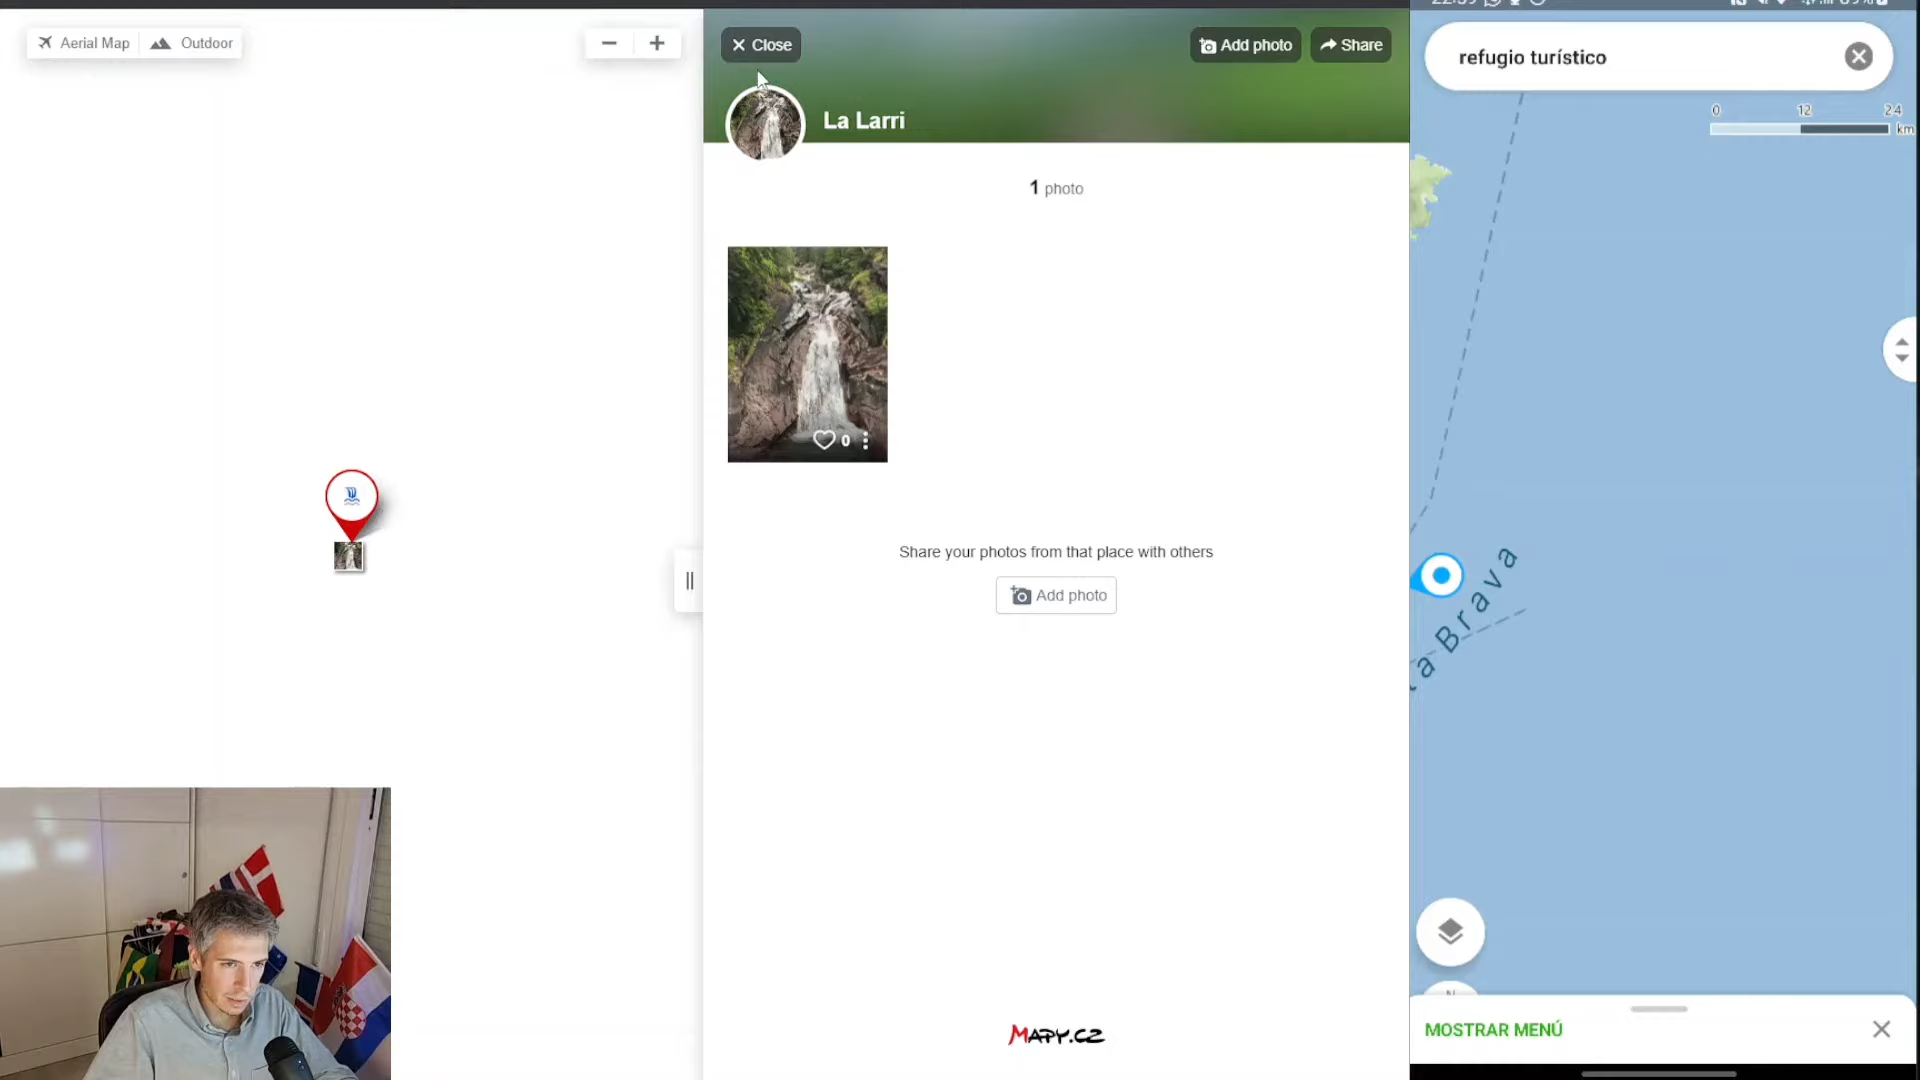 Aerial Map
Outdoor
Close
Add photo
Share
La Larri
1 photo
0
Share your photos from that place with others
Add photo
MAPY.CZ
refugio turístico
0 12 24
km
ta Brava
N
MOSTRAR MENÚ